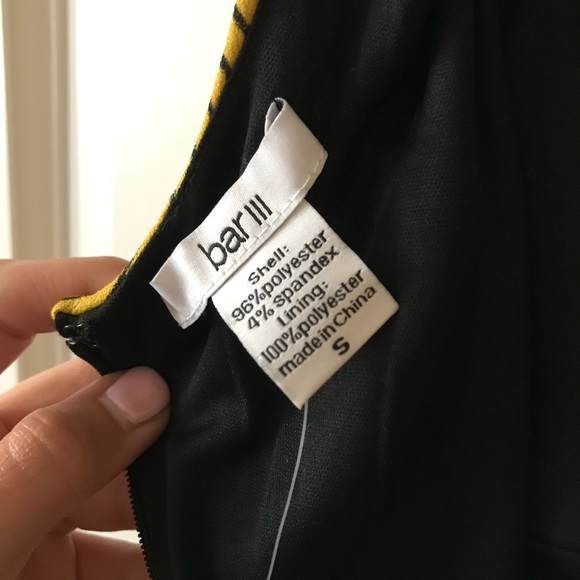 bar III
Shell:
96%polyester
4% spandex
Lining:
100%polyester
made in China
S